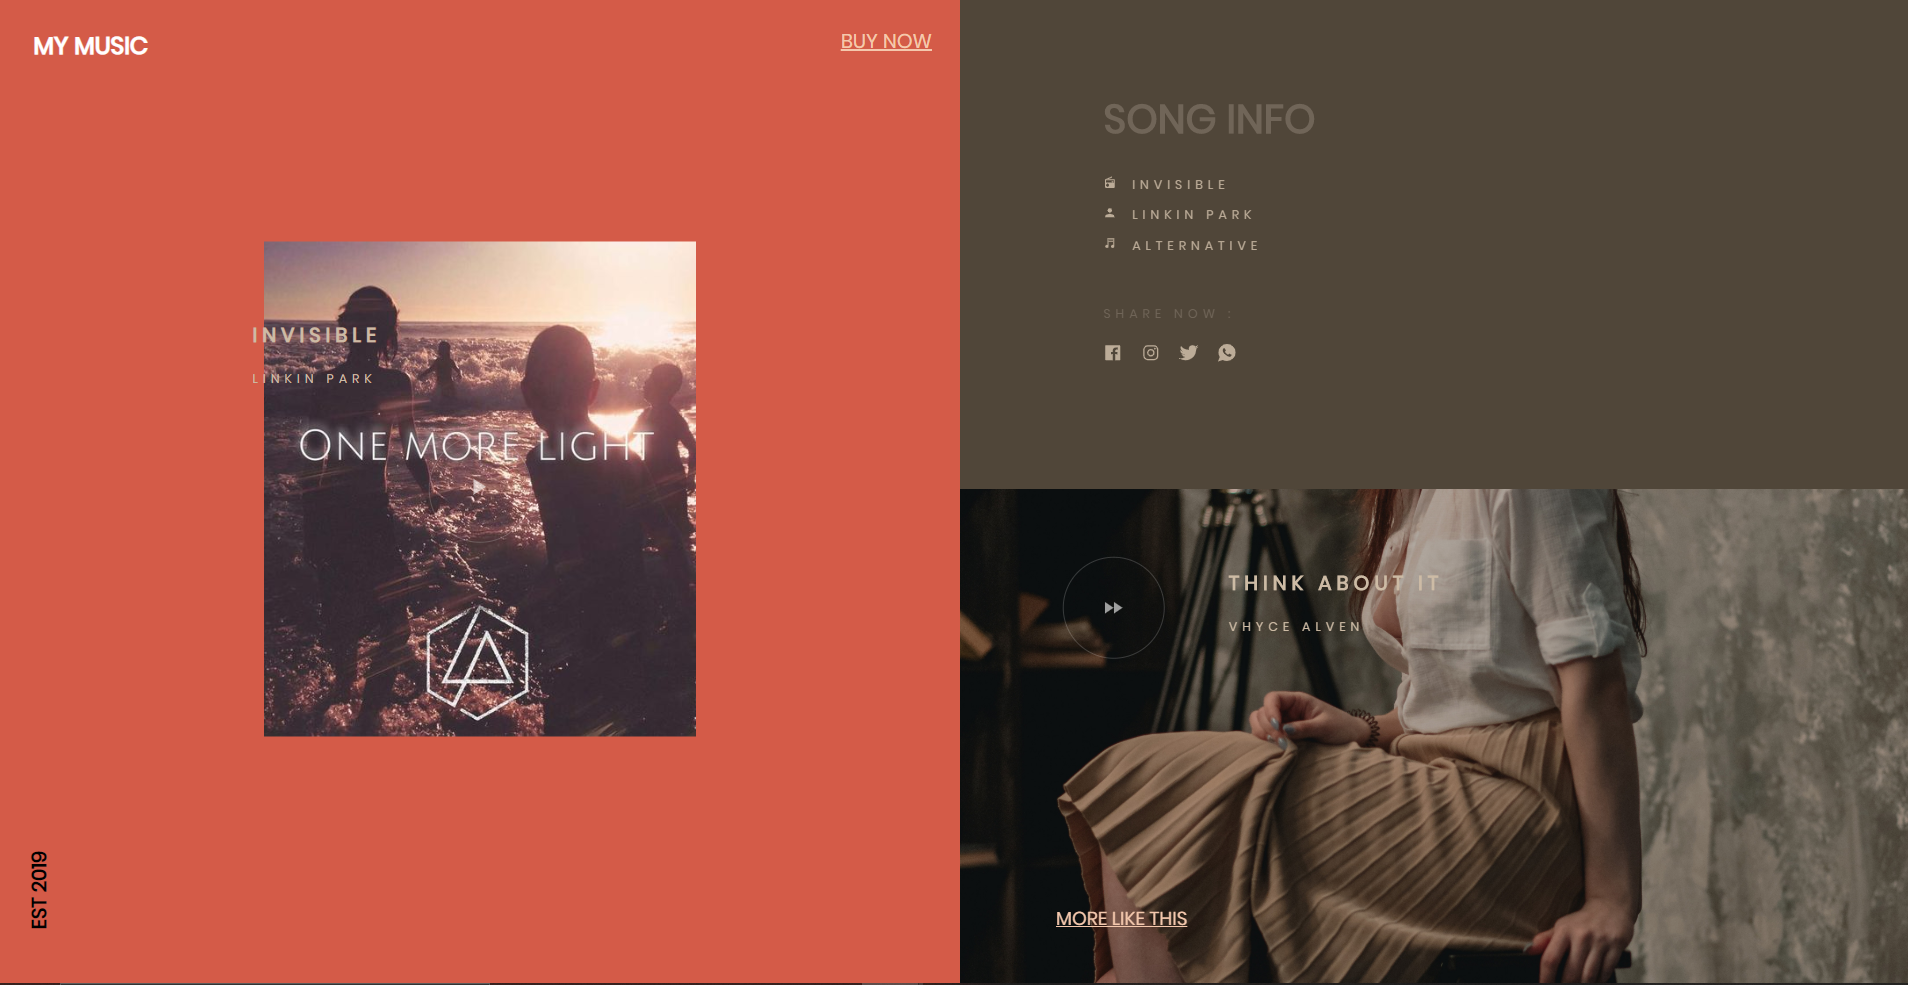 MY MUSIC
BUY NOW
INVISIBLE
LINKIN PARK
ONE MORE LIGHT
EST 2019
SONG INFO
INVISIBLE
LINKIN PARK
ALTERNATIVE
SHARE NOW :
THINK ABOUT IT
VHYCE ALVEN
MORE LIKE THIS